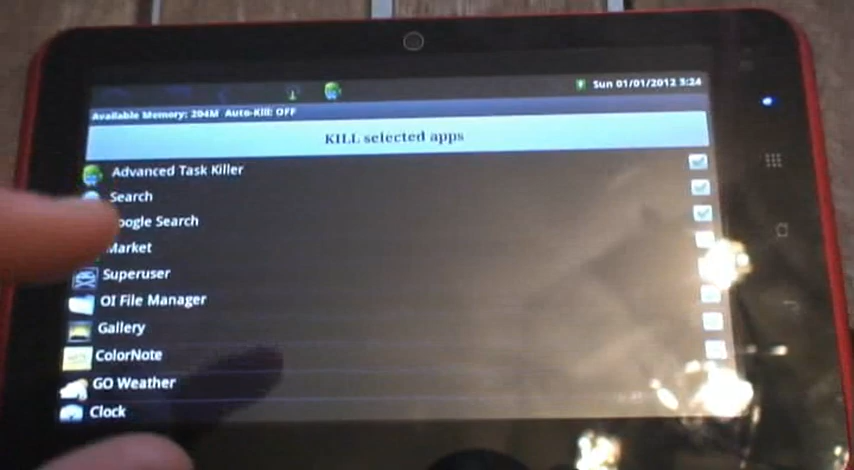 Sun 01/01/2012 3:24
Available Memory: 204M Auto-Kill: OFF
KILL selected apps
Advanced Task Killer
Search
oogle Search
Market
Superuser
OI File Manager
Gallery
ColorNote
GO Weather
Clock